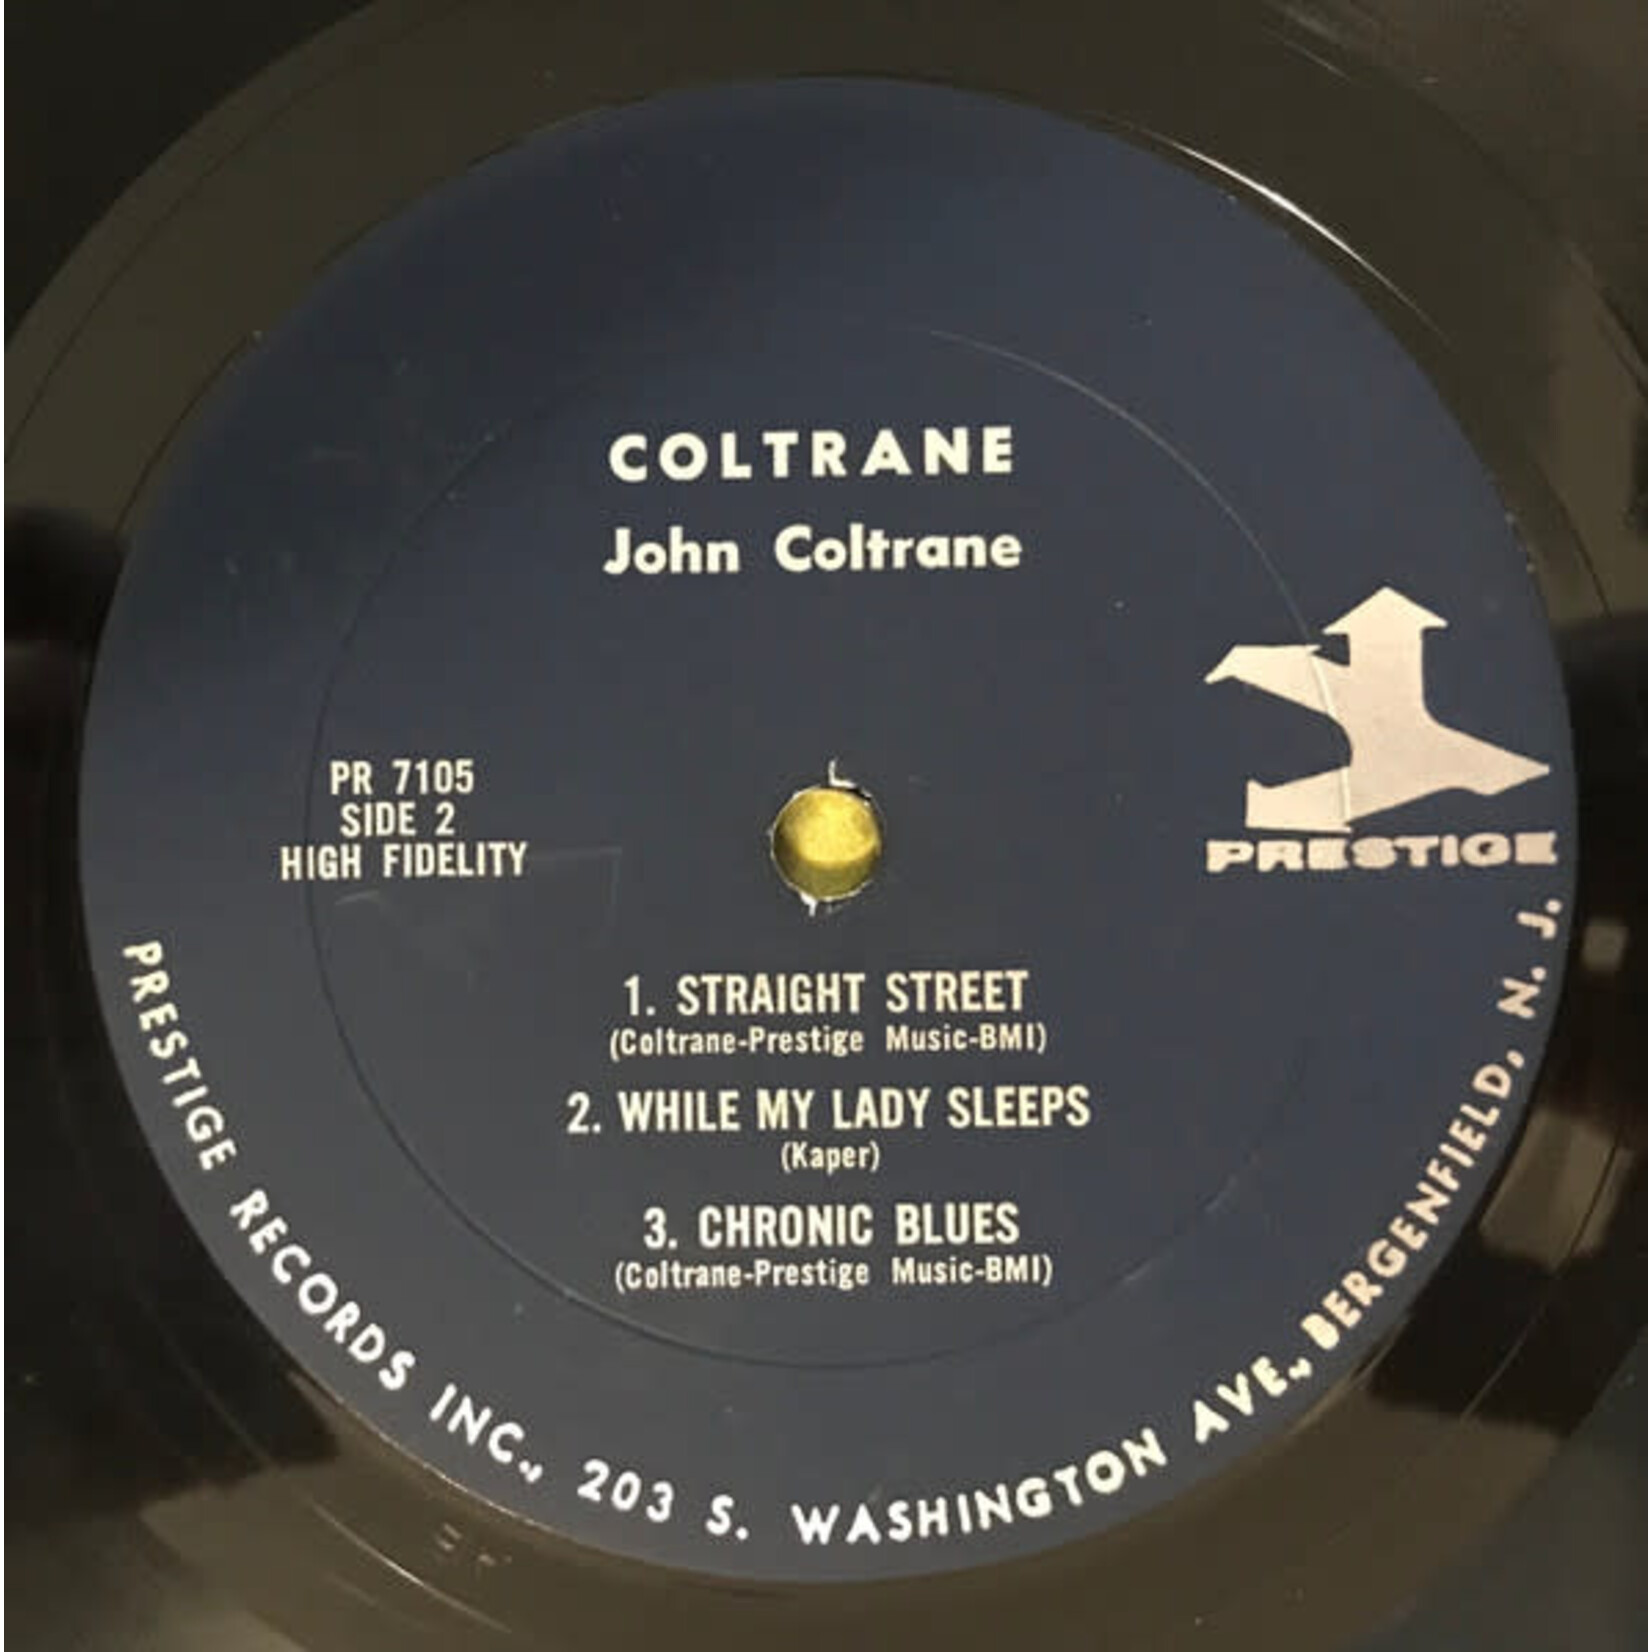 COLTRANE
John Coltrane
PR 7105
SIDE 2
HIGH FIDELITY
PRESTIGE
1. STRAIGHT STREET
(Coltrane-Prestige Music-BMI)
2. WHILE MY LADY SLEEPS
(Kaper)
3. CHRONIC BLUES
(Coltrane-Prestige Music-BMI)
PRESTIGE RECORDS INC., 203 S. WASHINGTON AVE., BERGENFIELD, N. J.